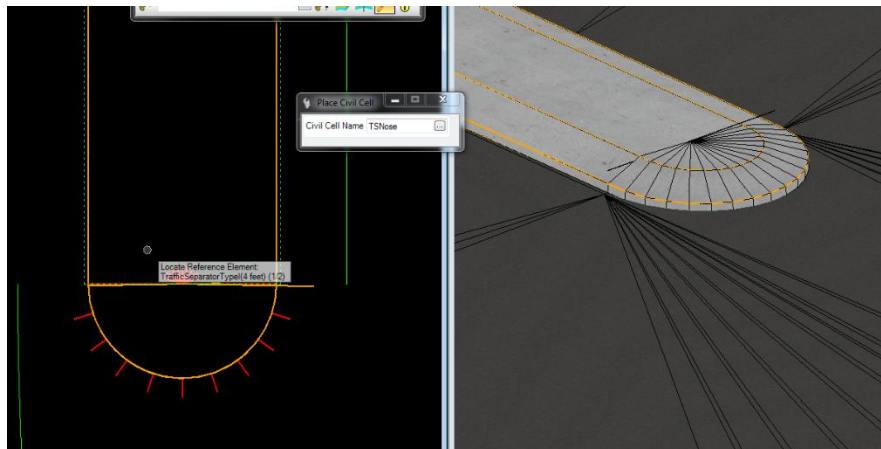 Place Civil Cell
Civil Cell Name TSNose ...
Locate Reference Element:
TrafficSeparatorTypeI(4 feet) (1/2)